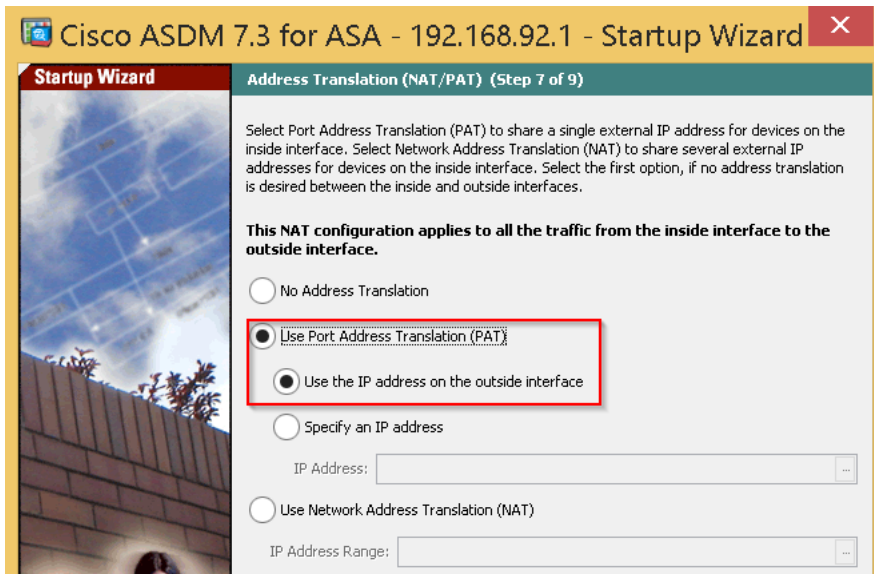 Cisco ASDM 7.3 for ASA - 192.168.92.1 - Startup Wizard
Startup Wizard
Address Translation (NAT/PAT) (Step 7 of 9)
Select Port Address Translation (PAT) to share a single external IP address for devices on the
inside interface. Select Network Address Translation (NAT) to share several external IP
addresses for devices on the inside interface. Select the first option, if no address translation
is desired between the inside and outside interfaces.
This NAT configuration applies to all the traffic from the inside interface to the
outside interface.
No Address Translation
Use Port Address Translation (PAT)
Use the IP address on the outside interface
Specify an IP address
IP Address:
...
Use Network Address Translation (NAT)
IP Address Range:
...